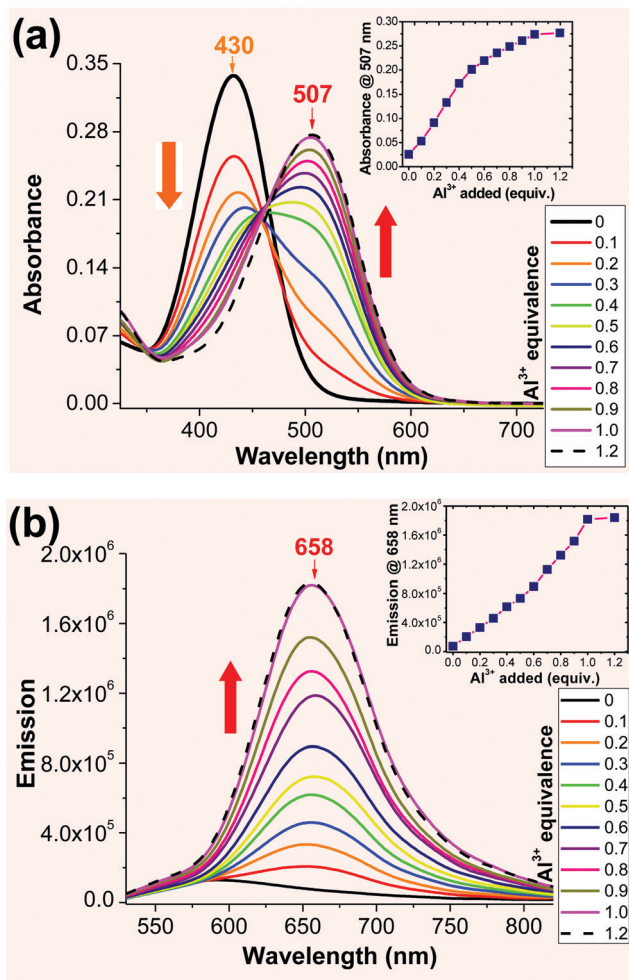 (a)
430
507
0.35
0.28
0.21
0.14
0.07
0.00
Absorbance
400
500
600
700
Wavelength (nm)
Absorbance @ 507 nm
0.30
0.25
0.20
0.15
0.10
0.05
0.00
0.0 0.2 0.4 0.6 0.8 1.0 1.2
Al³⁺ added (equiv.)
Al³⁺ equivalence
0
0.1
0.2
0.3
0.4
0.5
0.6
0.7
0.8
0.9
1.0
1.2
(b)
658
2.0x10⁶
1.6x10⁶
1.2x10⁶
8.0x10⁵
4.0x10⁵
0.0
Emission
550 600 650 700 750 800
Wavelength (nm)
Emission @ 658 nm
2.0x10⁶
1.6x10⁶
1.2x10⁶
8.0x10⁵
4.0x10⁵
0.0
0.0 0.2 0.4 0.6 0.8 1.0 1.2
Al³⁺ added (equiv.)
Al³⁺ equivalence
0
0.1
0.2
0.3
0.4
0.5
0.6
0.7
0.8
0.9
1.0
1.2